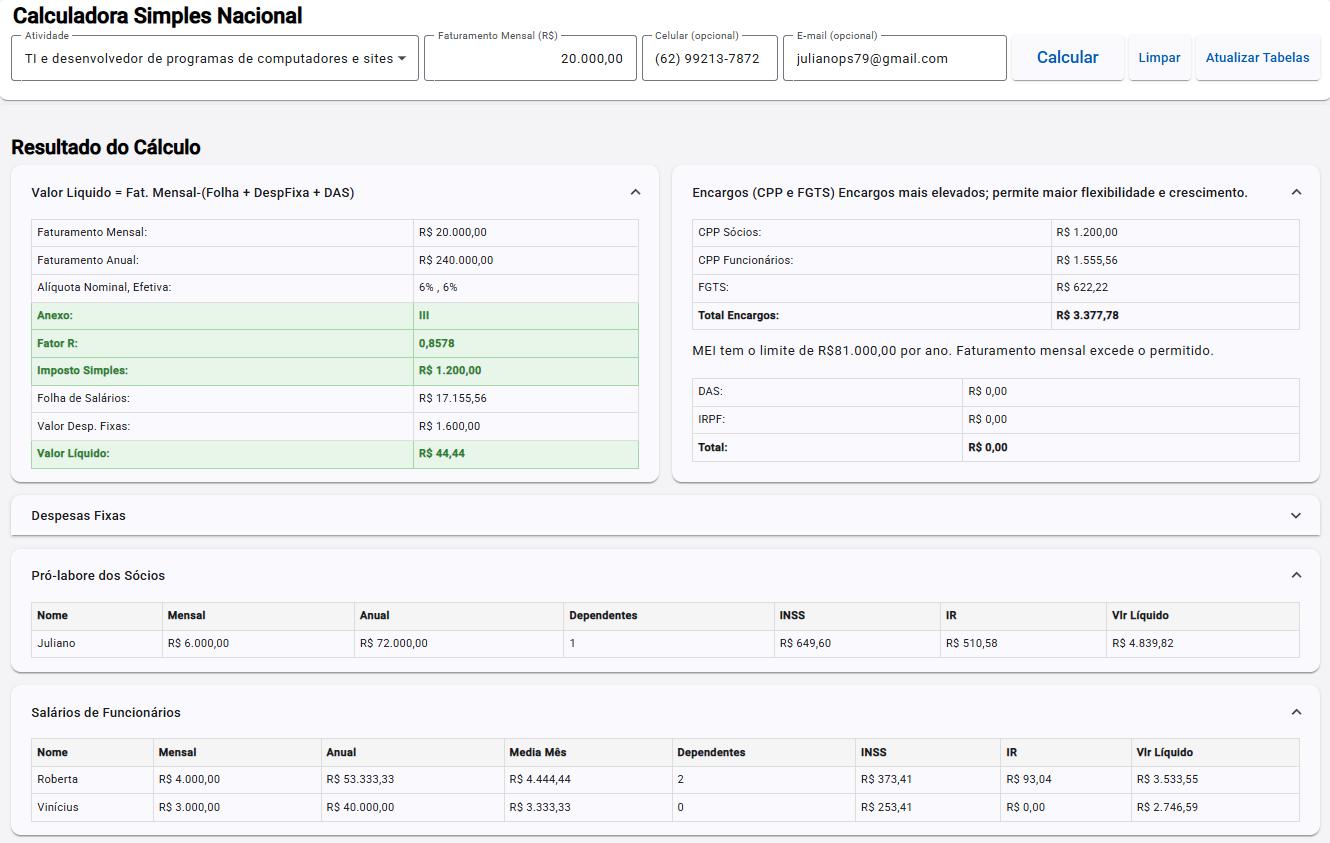 Calculadora Simples Nacional
Atividade
TI e desenvolvedor de programas de computadores e sites
Faturamento Mensal (R$)
20.000,00
Celular (opcional)
(62) 99213-7872
E-mail (opcional)
julianops79@gmail.com
Calcular
Limpar
Atualizar Tabelas
Resultado do Cálculo
Valor Liquido = Fat. Mensal-(Folha + DespFixa + DAS)
Faturamento Mensal: R$ 20.000,00
Faturamento Anual: R$ 240.000,00
Alíquota Nominal, Efetiva: 6% , 6%
Anexo: III
Fator R: 0,8578
Imposto Simples: R$ 1.200,00
Folha de Salários: R$ 17.155,56
Valor Desp. Fixas: R$ 1.600,00
Valor Líquido: R$ 44,44
Encargos (CPP e FGTS) Encargos mais elevados; permite maior flexibilidade e crescimento.
CPP Sócios: R$ 1.200,00
CPP Funcionários: R$ 1.555,56
FGTS: R$ 622,22
Total Encargos: R$ 3.377,78
MEI tem o limite de R$81.000,00 por ano. Faturamento mensal excede o permitido.
DAS: R$ 0,00
IRPF: R$ 0,00
Total: R$ 0,00
Despesas Fixas
Pró-labore dos Sócios
Nome Mensal Anual Dependentes INSS IR Vlr Líquido
Juliano R$ 6.000,00 R$ 72.000,00 1 R$ 649,60 R$ 510,58 R$ 4.839,82
Salários de Funcionários
Nome Mensal Anual Media Mês Dependentes INSS IR Vlr Líquido
Roberta R$ 4.000,00 R$ 53.333,33 R$ 4.444,44 2 R$ 373,41 R$ 93,04 R$ 3.533,55
Vinícius R$ 3.000,00 R$ 40.000,00 R$ 3.333,33 0 R$ 253,41 R$ 0,00 R$ 2.746,59